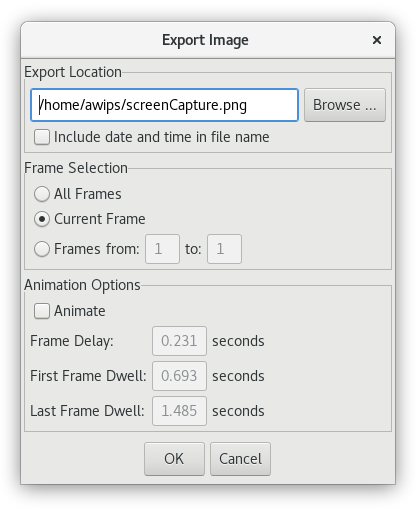 Export Image
Export Location
/home/awips/screenCapture.png Browse ...
Include date and time in file name
Frame Selection
All Frames
Current Frame
Frames from: 1 to: 1
Animation Options
Animate
Frame Delay: 0.231 seconds
First Frame Dwell: 0.693 seconds
Last Frame Dwell: 1.485 seconds
OK Cancel